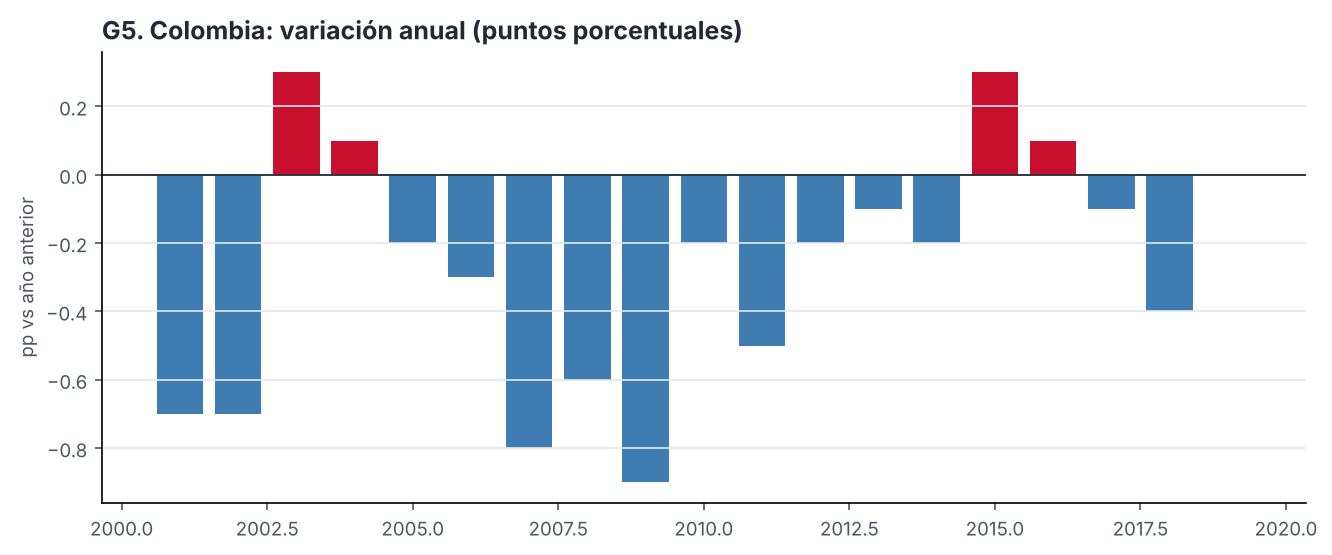 G5. Colombia: variación anual (puntos porcentuales)
pp vs año anterior
0.2
0.0
−0.2
−0.4
−0.6
−0.8
2000.0 2002.5 2005.0 2007.5 2010.0 2012.5 2015.0 2017.5 2020.0